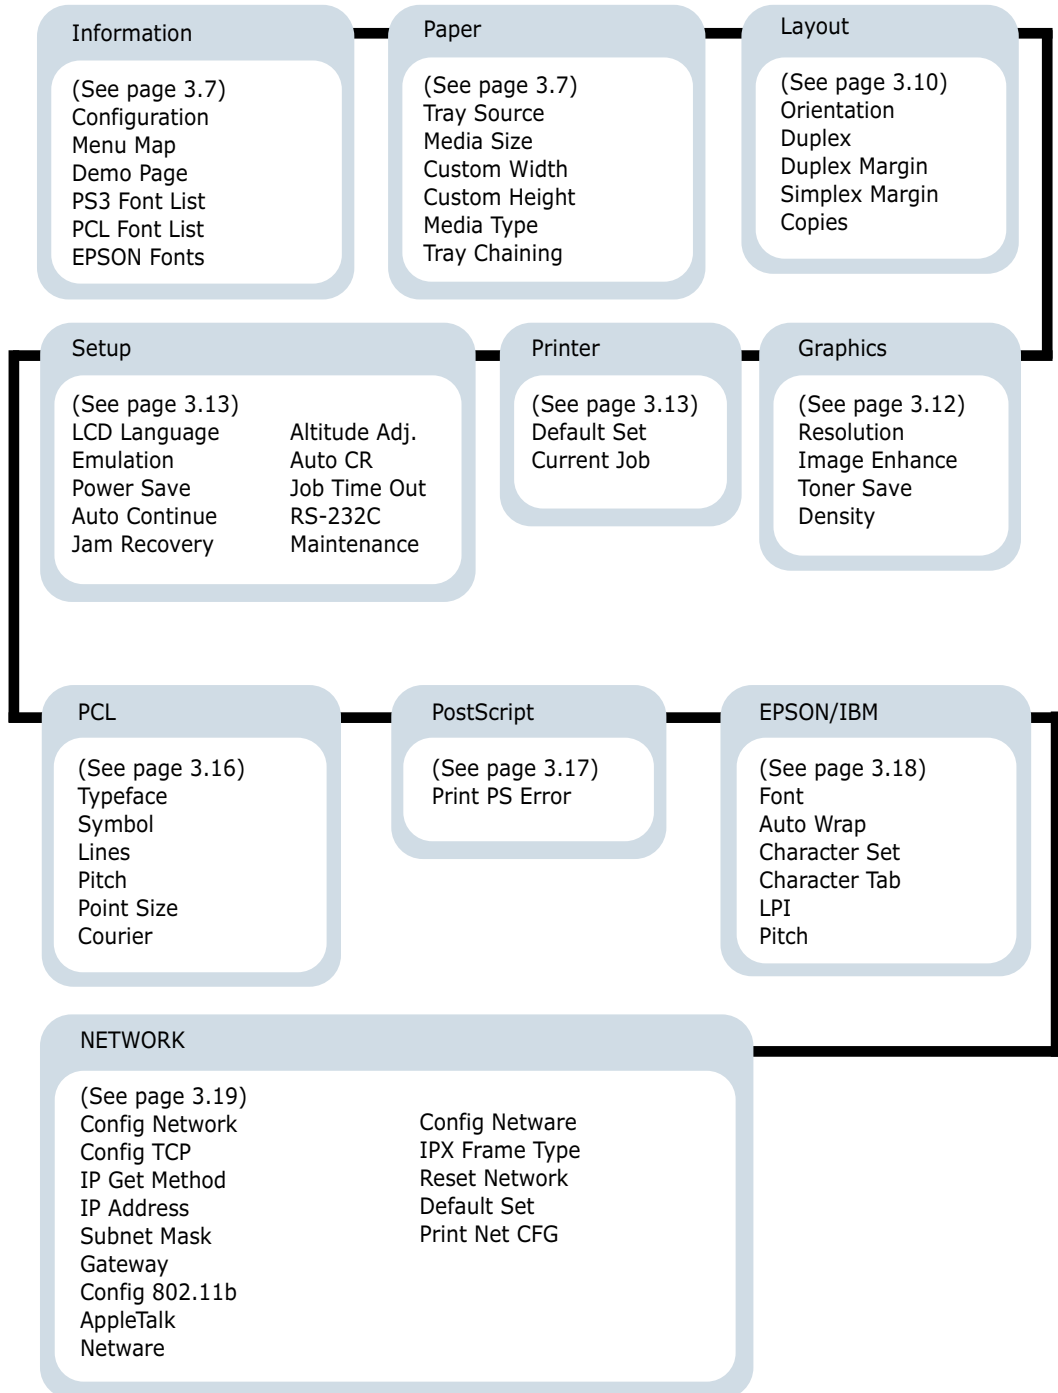 Information
(See page 3.7)
Configuration
Menu Map
Demo Page
PS3 Font List
PCL Font List
EPSON Fonts
Paper
(See page 3.7)
Tray Source
Media Size
Custom Width
Custom Height
Media Type
Tray Chaining
Layout
(See page 3.10)
Orientation
Duplex
Duplex Margin
Simplex Margin
Copies
Setup
(See page 3.13)
LCD Language
Emulation
Power Save
Auto Continue
Jam Recovery
Altitude Adj.
Auto CR
Job Time Out
RS-232C
Maintenance
Printer
(See page 3.13)
Default Set
Current Job
Graphics
(See page 3.12)
Resolution
Image Enhance
Toner Save
Density
PCL
(See page 3.16)
Typeface
Symbol
Lines
Pitch
Point Size
Courier
PostScript
(See page 3.17)
Print PS Error
EPSON/IBM
(See page 3.18)
Font
Auto Wrap
Character Set
Character Tab
LPI
Pitch
NETWORK
(See page 3.19)
Config Network
Config TCP
IP Get Method
IP Address
Subnet Mask
Gateway
Config 802.11b
AppleTalk
Netware
Config Netware
IPX Frame Type
Reset Network
Default Set
Print Net CFG